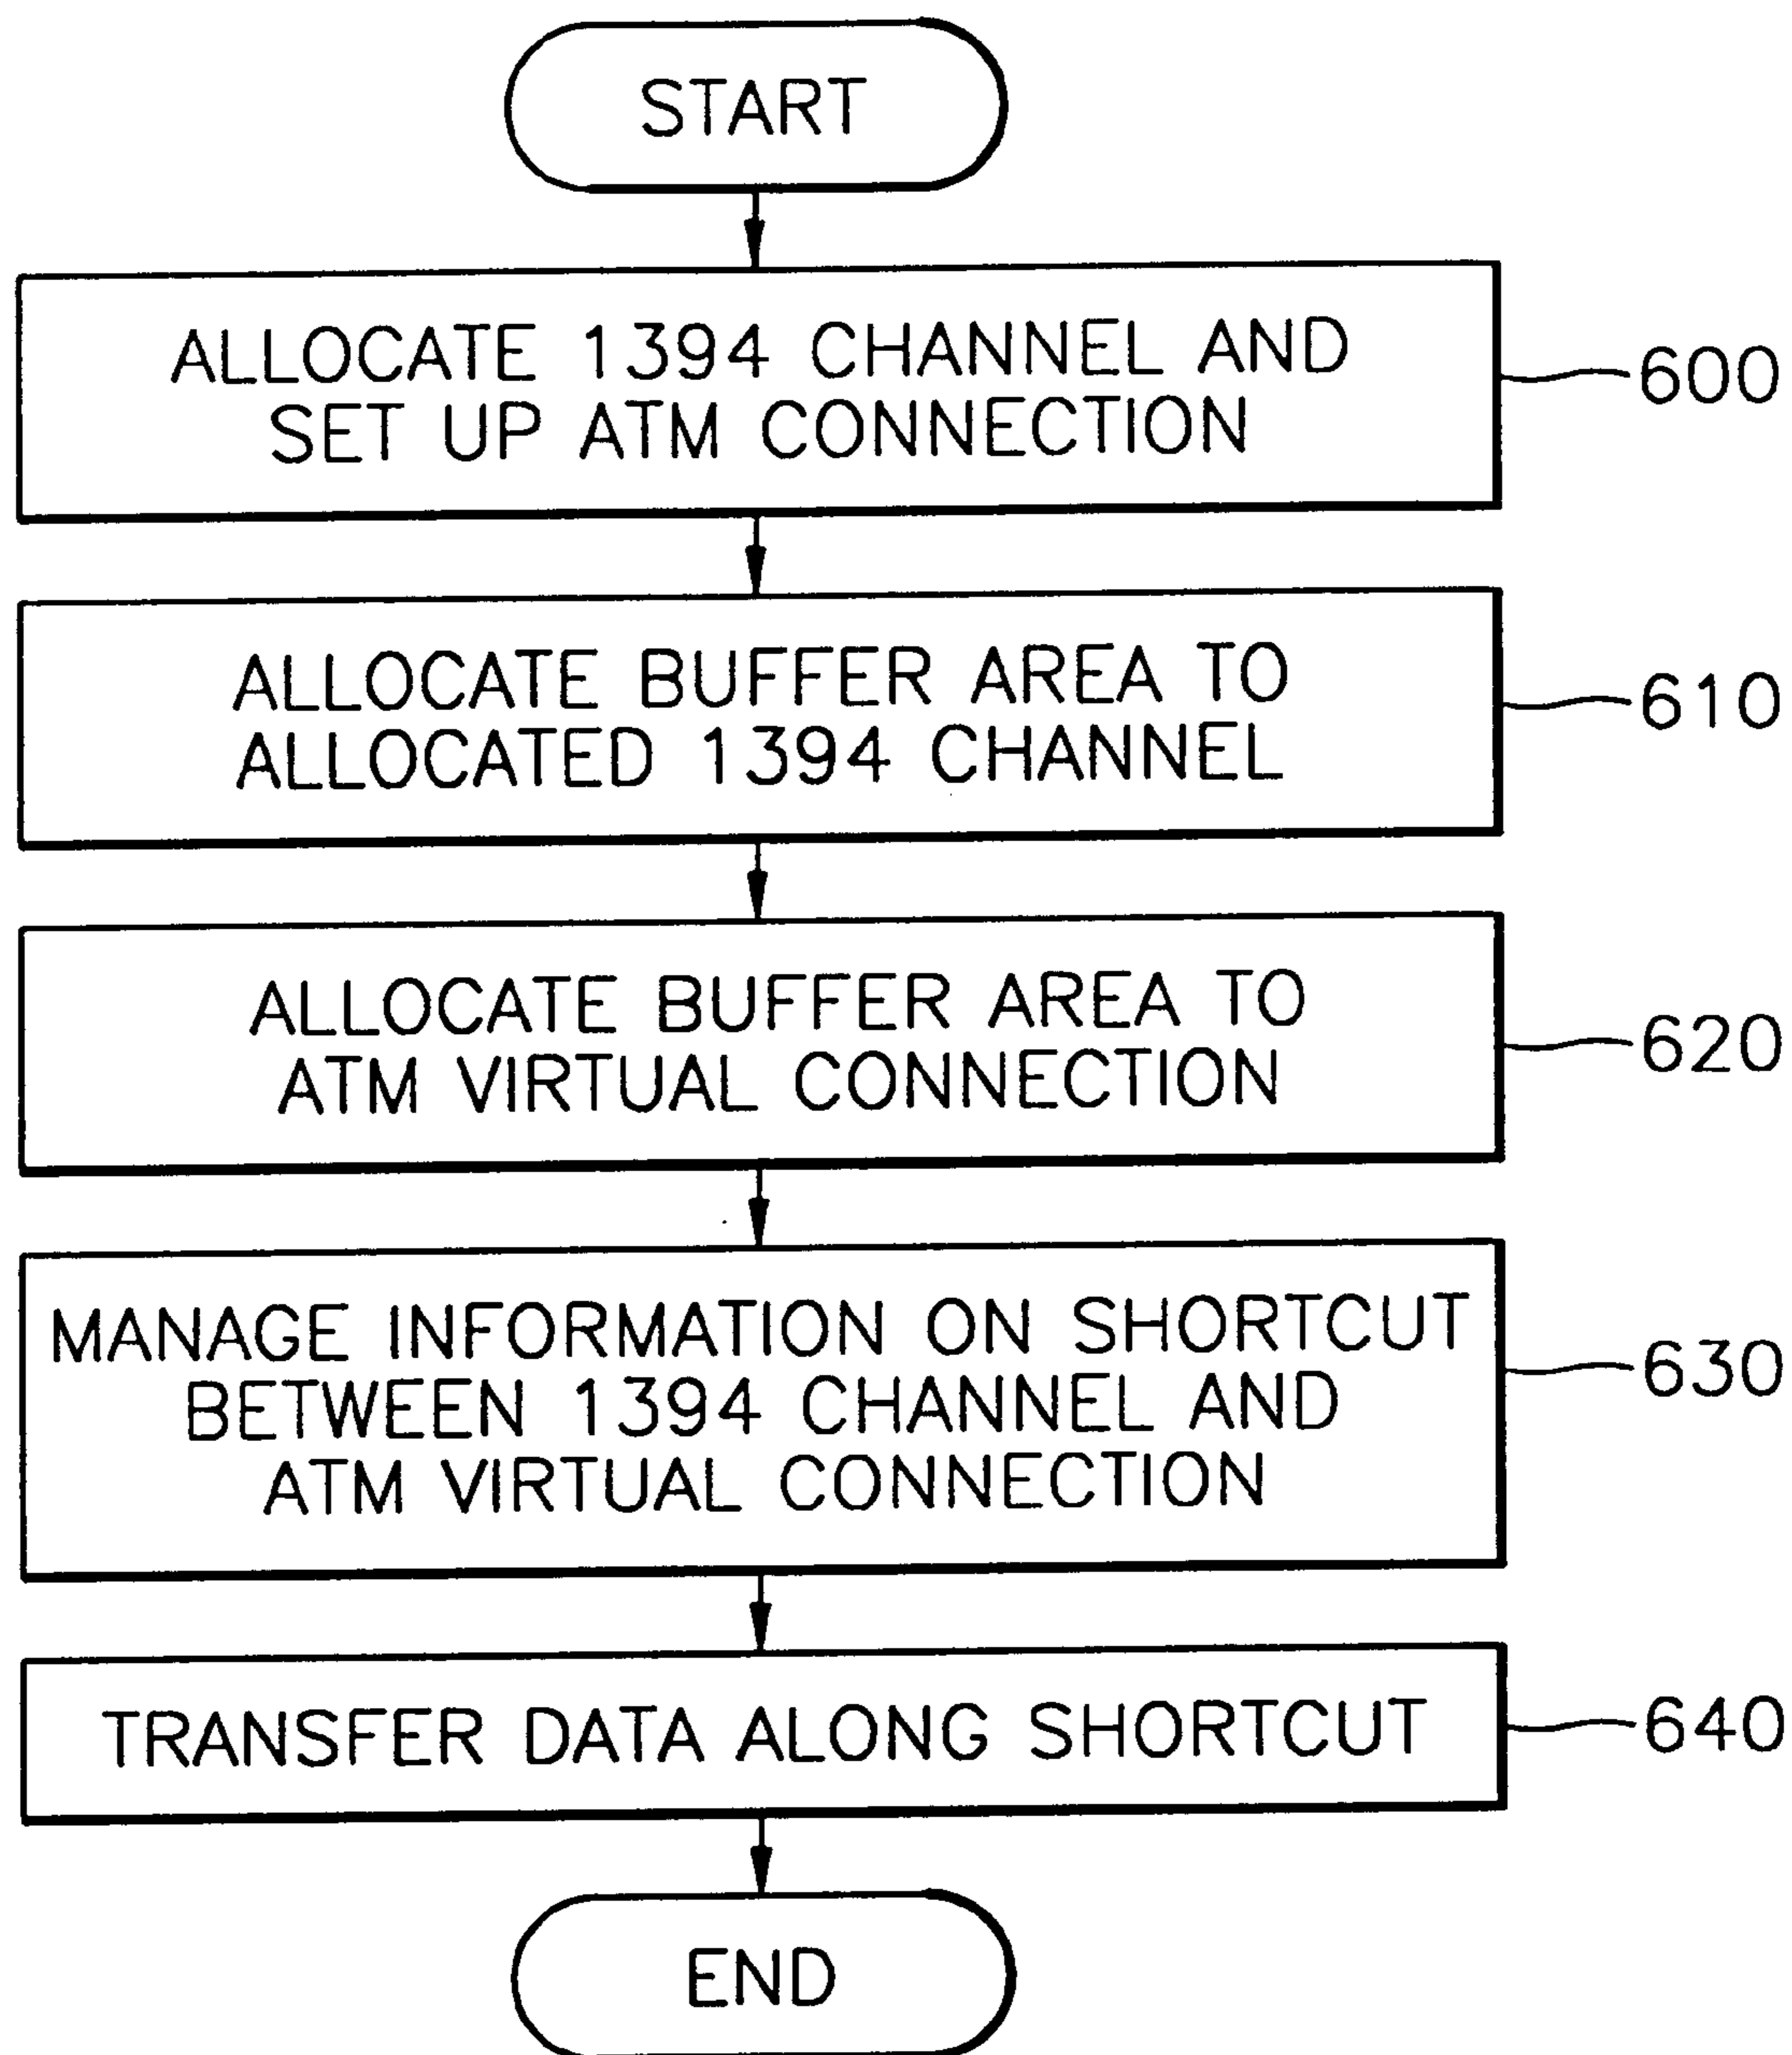 START
ALLOCATE 1394 CHANNEL AND
SET UP ATM CONNECTION
600
ALLOCATE BUFFER AREA TO
ALLOCATED 1394 CHANNEL
610
ALLOCATE BUFFER AREA TO
ATM VIRTUAL CONNECTION
620
MANAGE INFORMATION ON SHORTCUT
BETWEEN 1394 CHANNEL AND
ATM VIRTUAL CONNECTION
630
TRANSFER DATA ALONG SHORTCUT
640
END